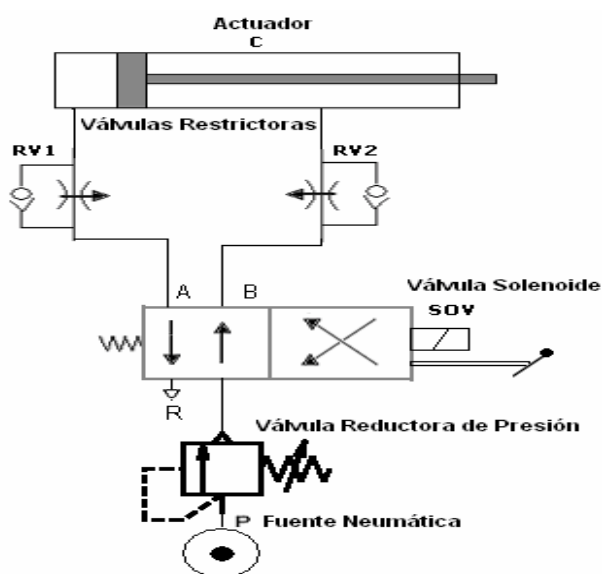 Actuador
C
Válvulas Restrictoras
RV1
RV2
A
B
Válvula Solenoide
SOV
R
Válvula Reductora de Presión
P Fuente Neumática